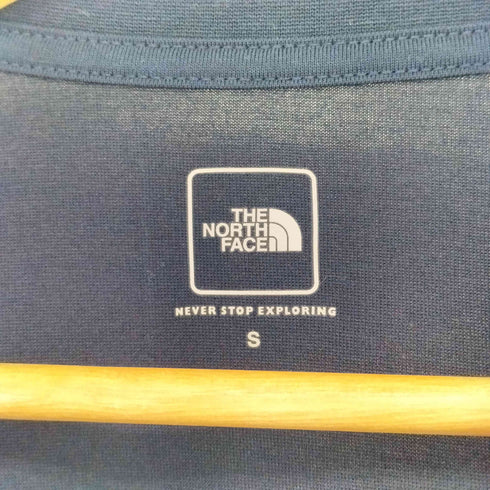 THE
NORTH
FACE
NEVER STOP EXPLORING
S